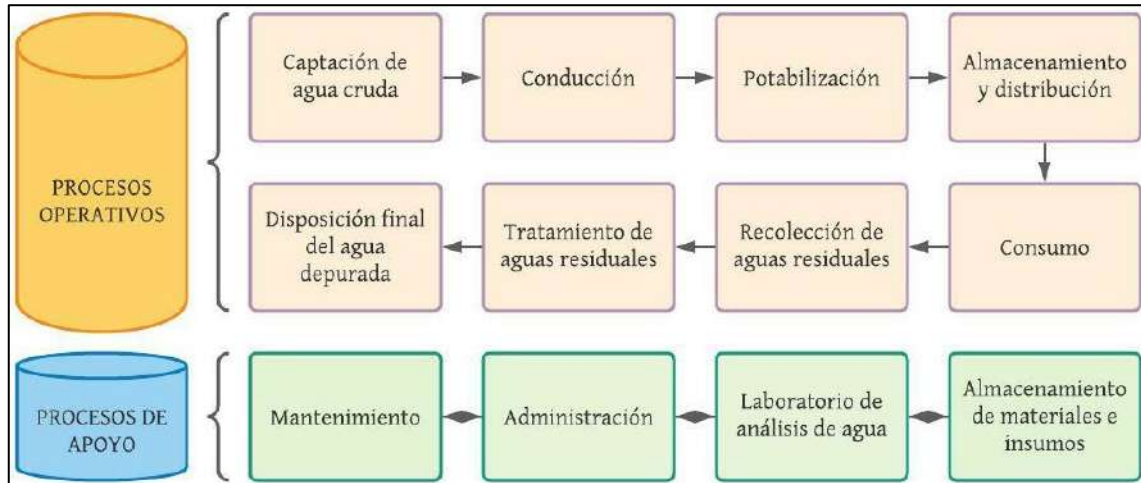 PROCESOS
OPERATIVOS
Captación de
agua cruda
Conducción
Potabilización
Almacenamiento
y distribución
Disposición final
del agua
depurada
Tratamiento de
aguas residuales
Recolección de
aguas residuales
Consumo
PROCESOS DE
APOYO
Mantenimiento
Administración
Laboratorio de
análisis de agua
Almacenamiento
de materiales e
insumos